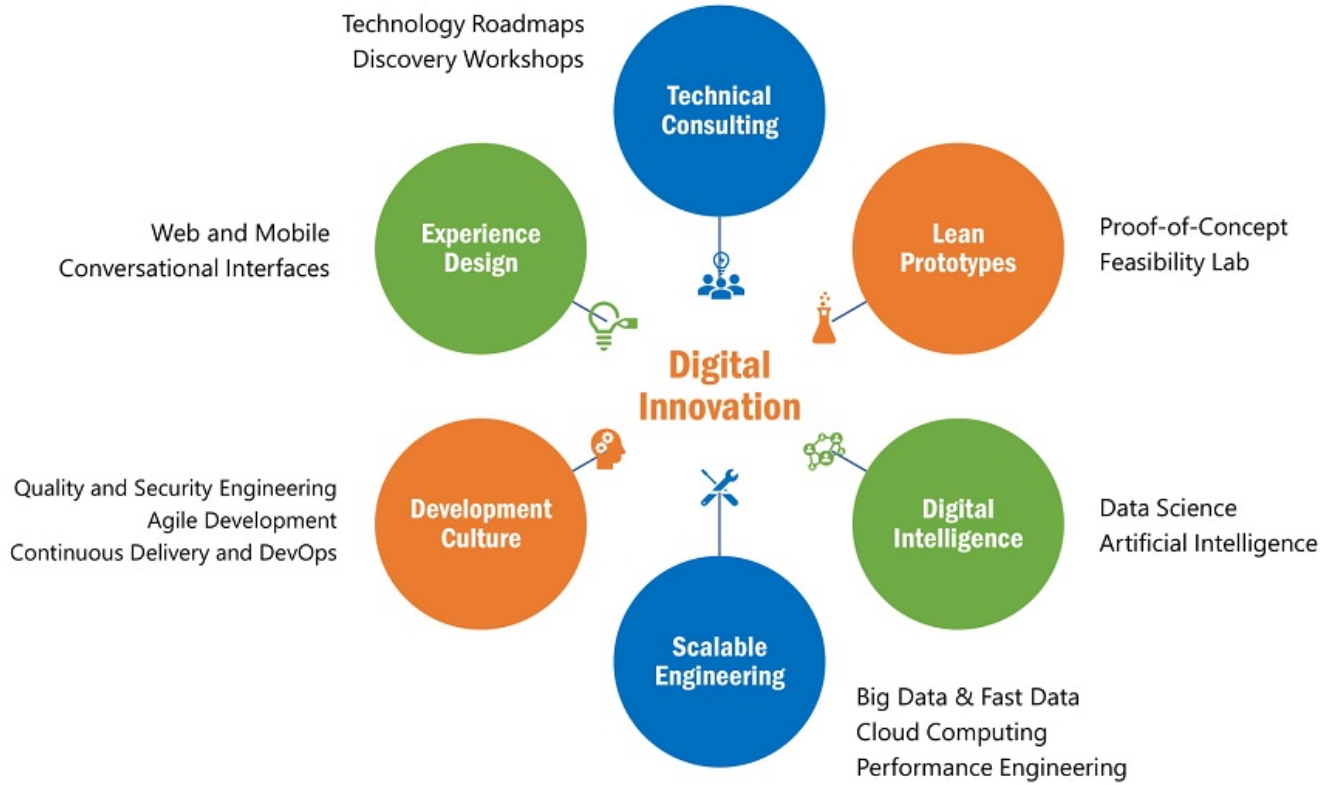 Technology Roadmaps
Discovery Workshops
Technical
Consulting
Experience
Design
Web and Mobile
Conversational Interfaces
Lean
Prototypes
Proof-of-Concept
Feasibility Lab
Digital
Innovation
Development
Culture
Quality and Security Engineering
Agile Development
Continuous Delivery and DevOps
Digital
Intelligence
Data Science
Artificial Intelligence
Scalable
Engineering
Big Data & Fast Data
Cloud Computing
Performance Engineering